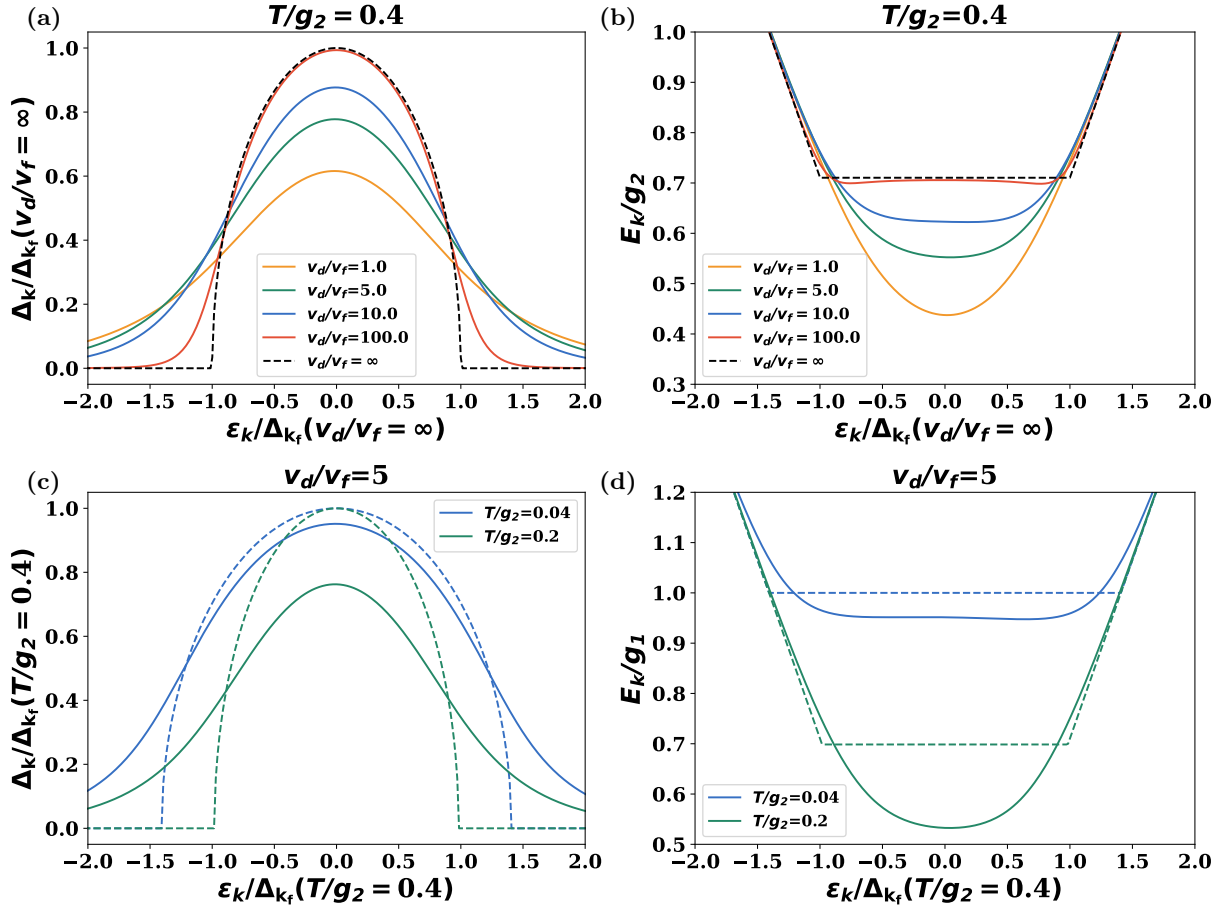 (a)
T/g₂ = 0.4
Δₖ/Δₖ_f(v_d/v_f = ∞)
1.0
0.8
0.6
0.4
0.2
0.0
v_d/v_f=1.0
v_d/v_f=5.0
v_d/v_f=10.0
v_d/v_f=100.0
v_d/v_f = ∞
−2.0 −1.5 −1.0 −0.5 0.0 0.5 1.0 1.5 2.0
εₖ/Δₖ_f(v_d/v_f = ∞)
(b)
T/g₂=0.4
Eₖ/g₂
1.0
0.9
0.8
0.7
0.6
0.5
0.4
0.3
v_d/v_f = 1.0
v_d/v_f = 5.0
v_d/v_f = 10.0
v_d/v_f = 100.0
v_d/v_f = ∞
−2.0 −1.5 −1.0 −0.5 0.0 0.5 1.0 1.5 2.0
εₖ/Δₖ_f(v_d/v_f = ∞)
(c)
v_d/v_f=5
Δₖ/Δₖ_f(T/g₂ = 0.4)
1.0
0.8
0.6
0.4
0.2
0.0
T/g₂=0.04
T/g₂=0.2
−2.0 −1.5 −1.0 −0.5 0.0 0.5 1.0 1.5 2.0
εₖ/Δₖ_f(T/g₂ = 0.4)
(d)
v_d/v_f=5
Eₖ/g₁
1.2
1.1
1.0
0.9
0.8
0.7
0.6
0.5
T/g₂=0.04
T/g₂=0.2
−2.0 −1.5 −1.0 −0.5 0.0 0.5 1.0 1.5 2.0
εₖ/Δₖ_f(T/g₂ = 0.4)